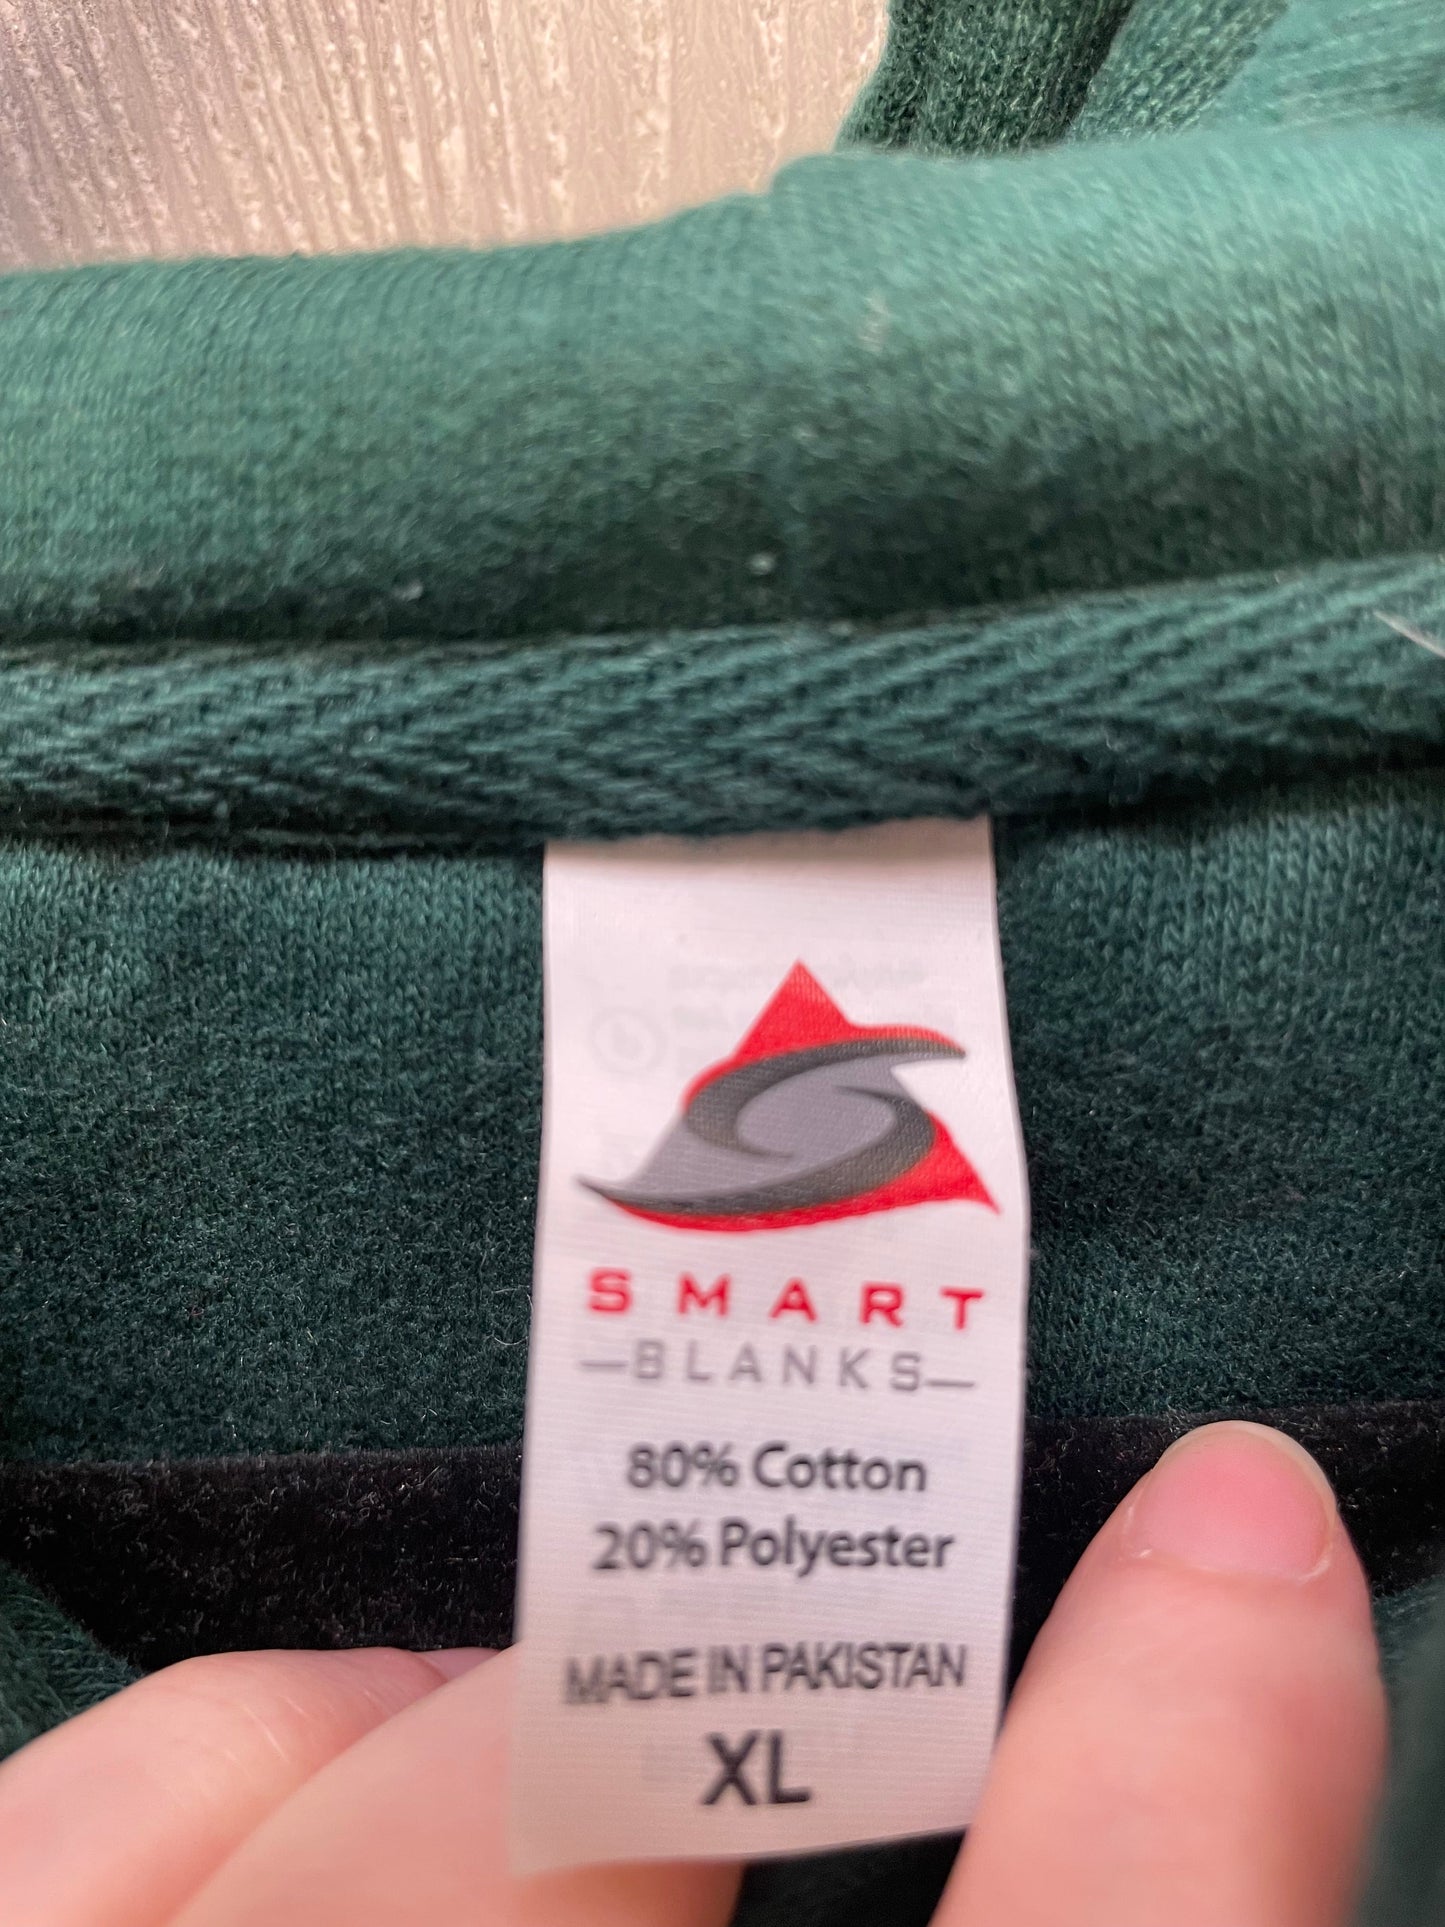 SMART
—BLANKS—
80% Cotton
20% Polyester
MADE IN PAKISTAN
XL